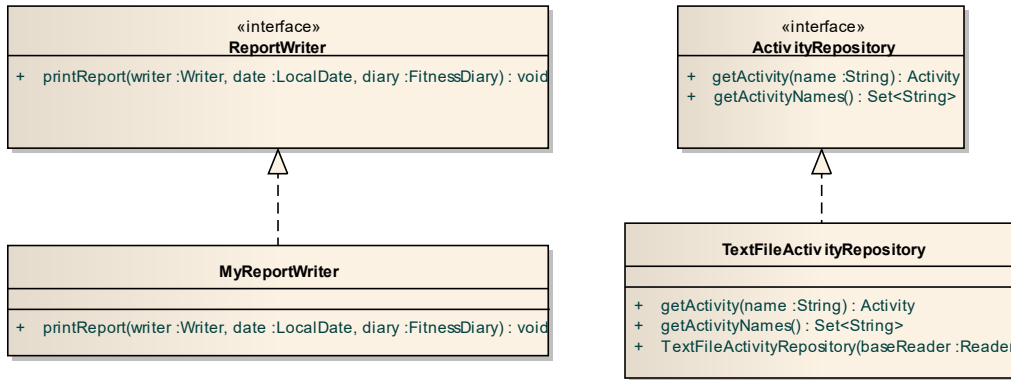 «interface»
ReportWriter
+ printReport(writer :Writer, date :LocalDate, diary :FitnessDiary) : void
MyReportWriter
+ printReport(writer :Writer, date :LocalDate, diary :FitnessDiary) : void
«interface»
ActivityRepository
+ getActivity(name :String) : Activity
+ getActivityNames() : Set<String>
TextFileActivityRepository
+ getActivity(name :String) : Activity
+ getActivityNames() : Set<String>
+ TextFileActivityRepository(baseReader :Reader